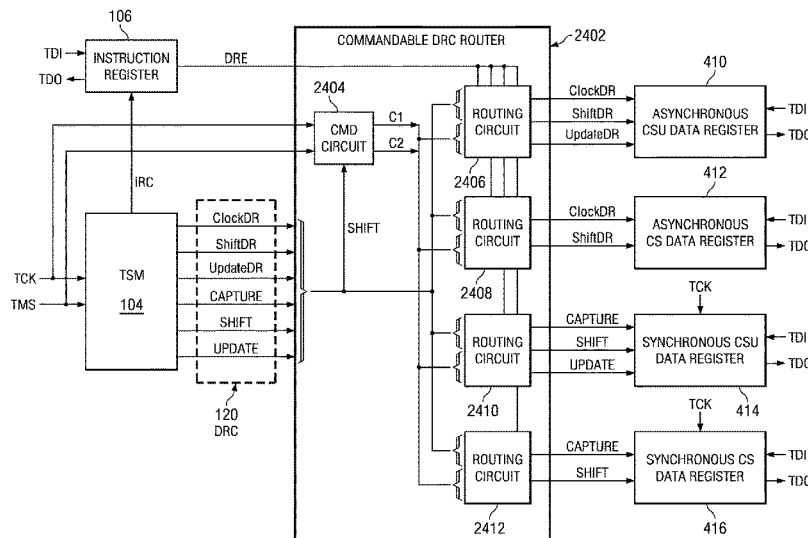 106
TDI
TDO
INSTRUCTION
REGISTER
DRE
IRC
TCK
TMS
TSM
104
ClockDR
ShiftDR
UpdateDR
CAPTURE
SHIFT
UPDATE
120
DRC
COMMANDABLE DRC ROUTER
2402
2404
CMD
CIRCUIT
C1
C2
SHIFT
ROUTING
CIRCUIT
2406
ClockDR
ShiftDR
UpdateDR
410
ASYNCHRONOUS
CSU DATA REGISTER
TDI
TDO
ROUTING
CIRCUIT
2408
ClockDR
ShiftDR
412
ASYNCHRONOUS
CS DATA REGISTER
TDI
TDO
ROUTING
CIRCUIT
2410
CAPTURE
SHIFT
UPDATE
TCK
SYNCHRONOUS CSU
DATA REGISTER
414
TDI
TDO
ROUTING
CIRCUIT
2412
CAPTURE
SHIFT
TCK
SYNCHRONOUS CS
DATA REGISTER
416
TDI
TDO